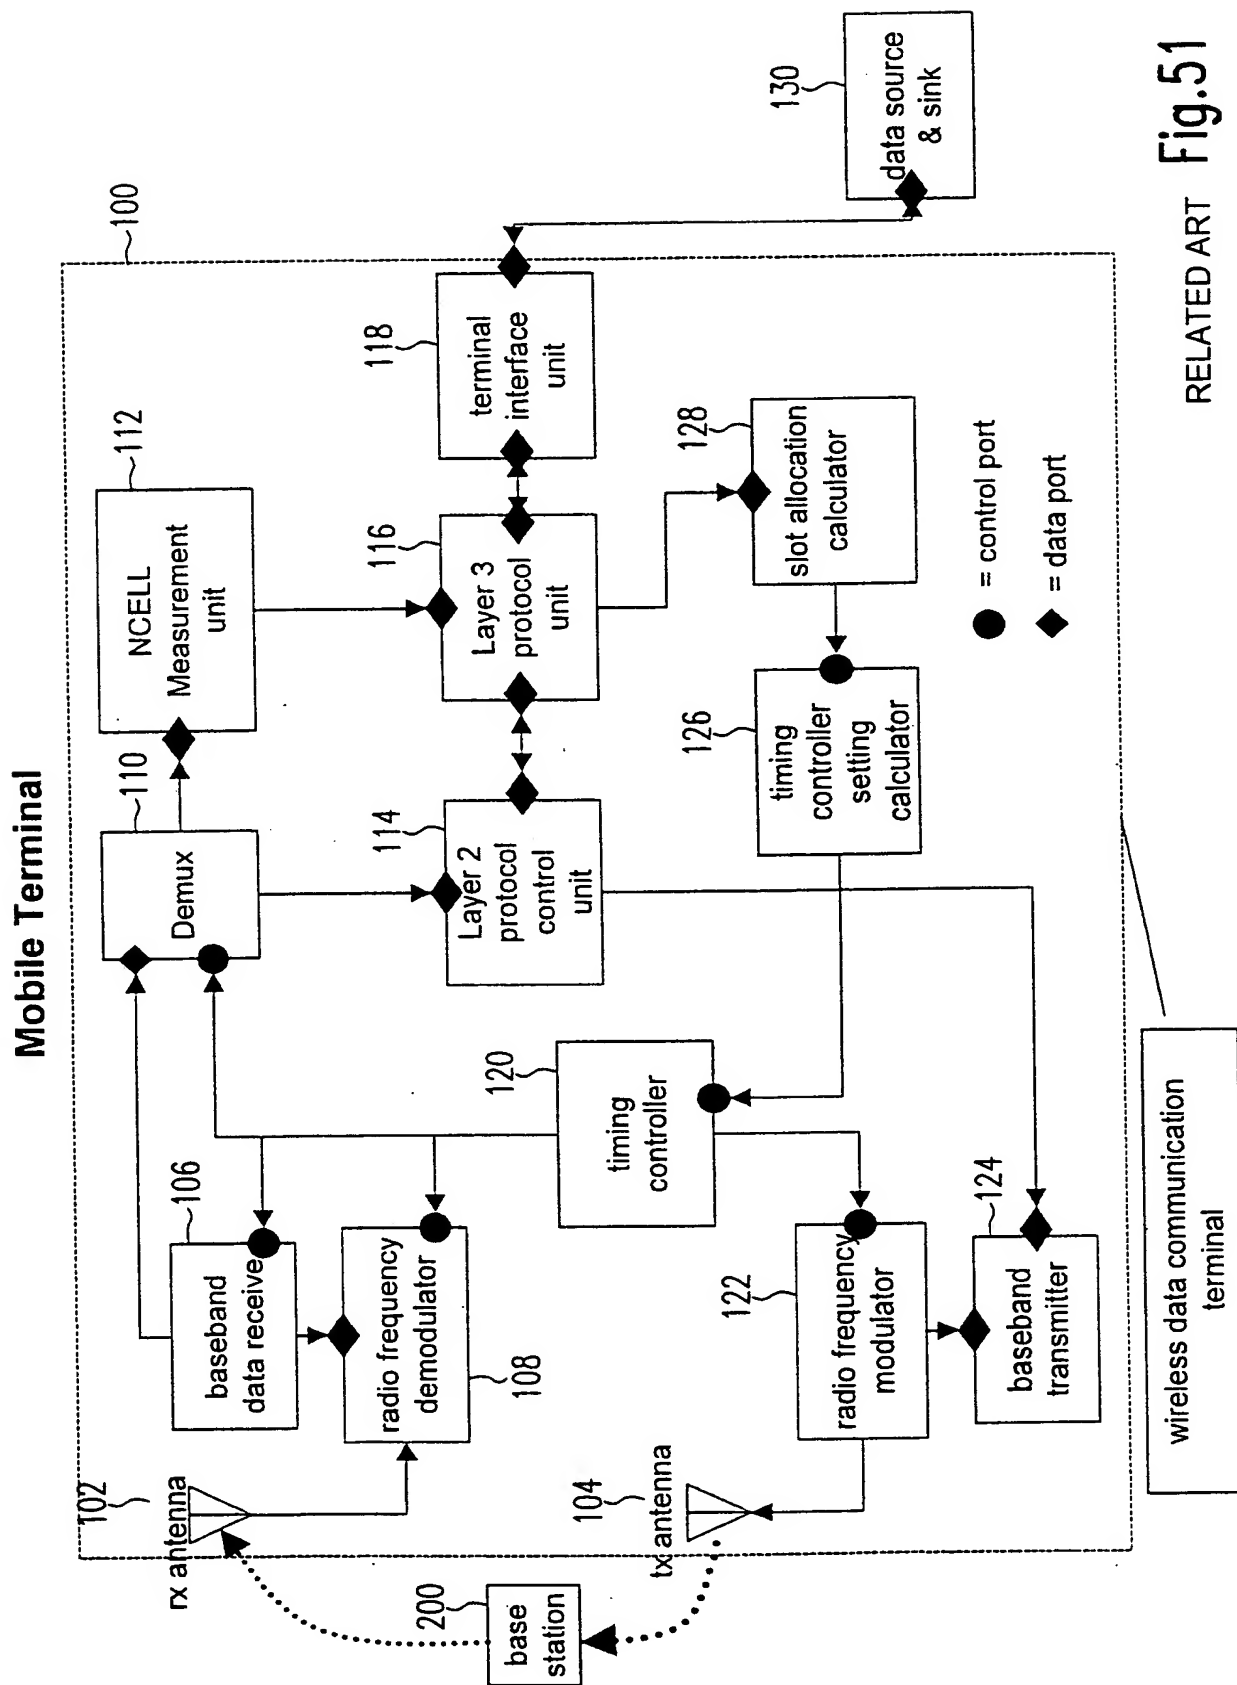 Mobile Terminal
100
102
rx antenna
106
baseband
data receive
110
Demux
112
NCELL
Measurement
unit
108
radio frequency
demodulator
114
Layer 2
protocol
control
unit
116
Layer 3
protocol
unit
118
terminal
interface
unit
130
data source
& sink
200
base
station
104
tx antenna
120
timing
controller
126
timing
controller
setting
calculator
128
slot allocation
calculator
122
radio frequency
modulator
124
baseband
transmitter
= control port
= data port
wireless data communication
terminal
RELATED ART Fig.51